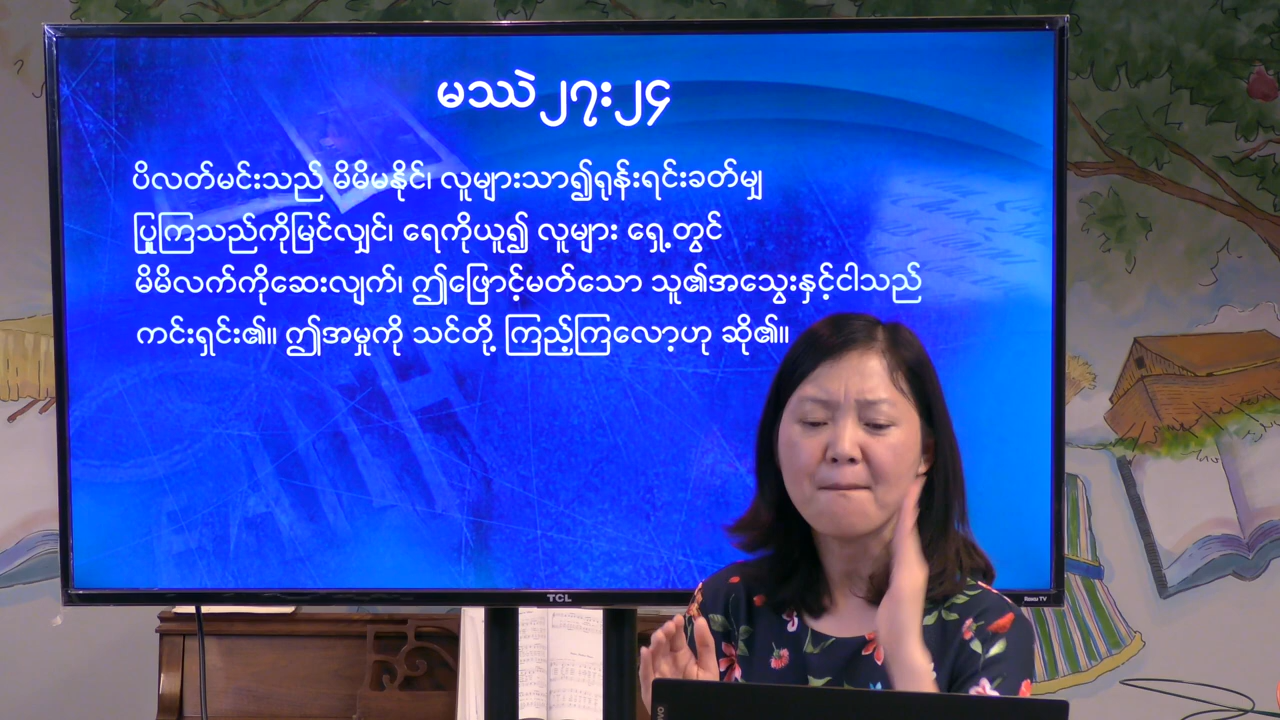 မဿဲ၂၇း၂၄
ပိလတ်မင်းသည် မိမိမနိုင်၊ လူများသာ၍ရုန်းရင်းခတ်မျှ
ပြုကြသည်ကိုမြင်လျှင်၊ ရေကိုယူ၍ လူများ ရှေ့တွင်
မိမိလက်ကိုဆေးလျက်၊ ဤဖြောင့်မတ်သော သူ၏အသွေးနှင့်ငါသည်
ကင်းရှင်း၏။ ဤအမှုကို သင်တို့ ကြည့်ကြလော့ဟု ဆို၏။
TCL
Roku TV